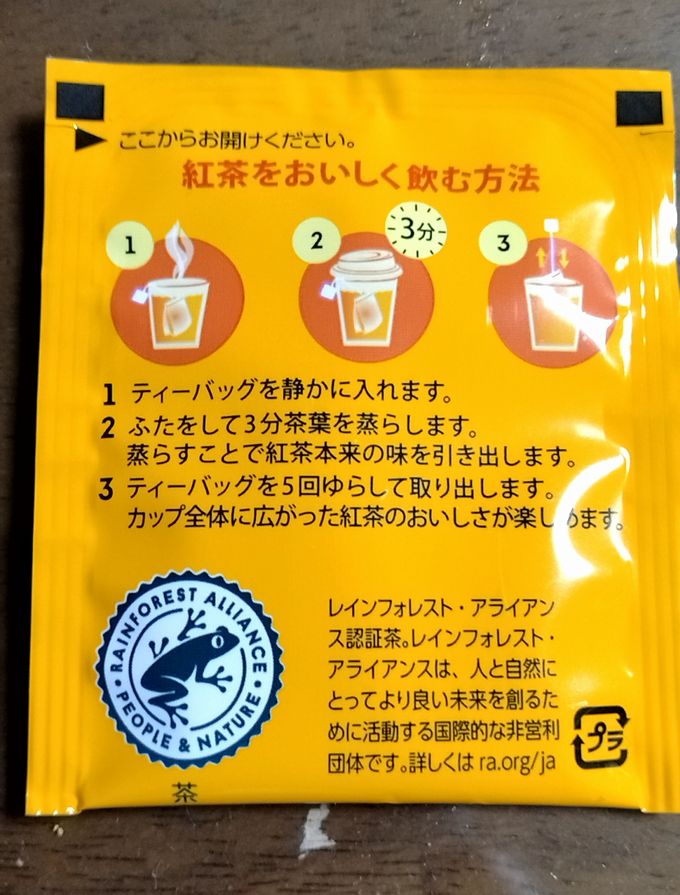 ここからお開けください。
紅茶をおいしく飲む方法
1
2
3分
3
1 ティーバッグを静かに入れます。
2 ふたをして3分茶葉を蒸らします。
蒸らすことで紅茶本来の味を引き出します。
3 ティーバッグを5回ゆらして取り出します。
カップ全体に広がった紅茶のおいしさが楽しめます。
RAINFOREST ALLIANCE
PEOPLE & NATURE
茶
レインフォレスト・アライアン
ス認証茶。レインフォレスト・
アライアンスは、人と自然に
とってより良い未来を創るた
めに活動する国際的な非営利
団体です。詳しくは ra.org/ja
プラ